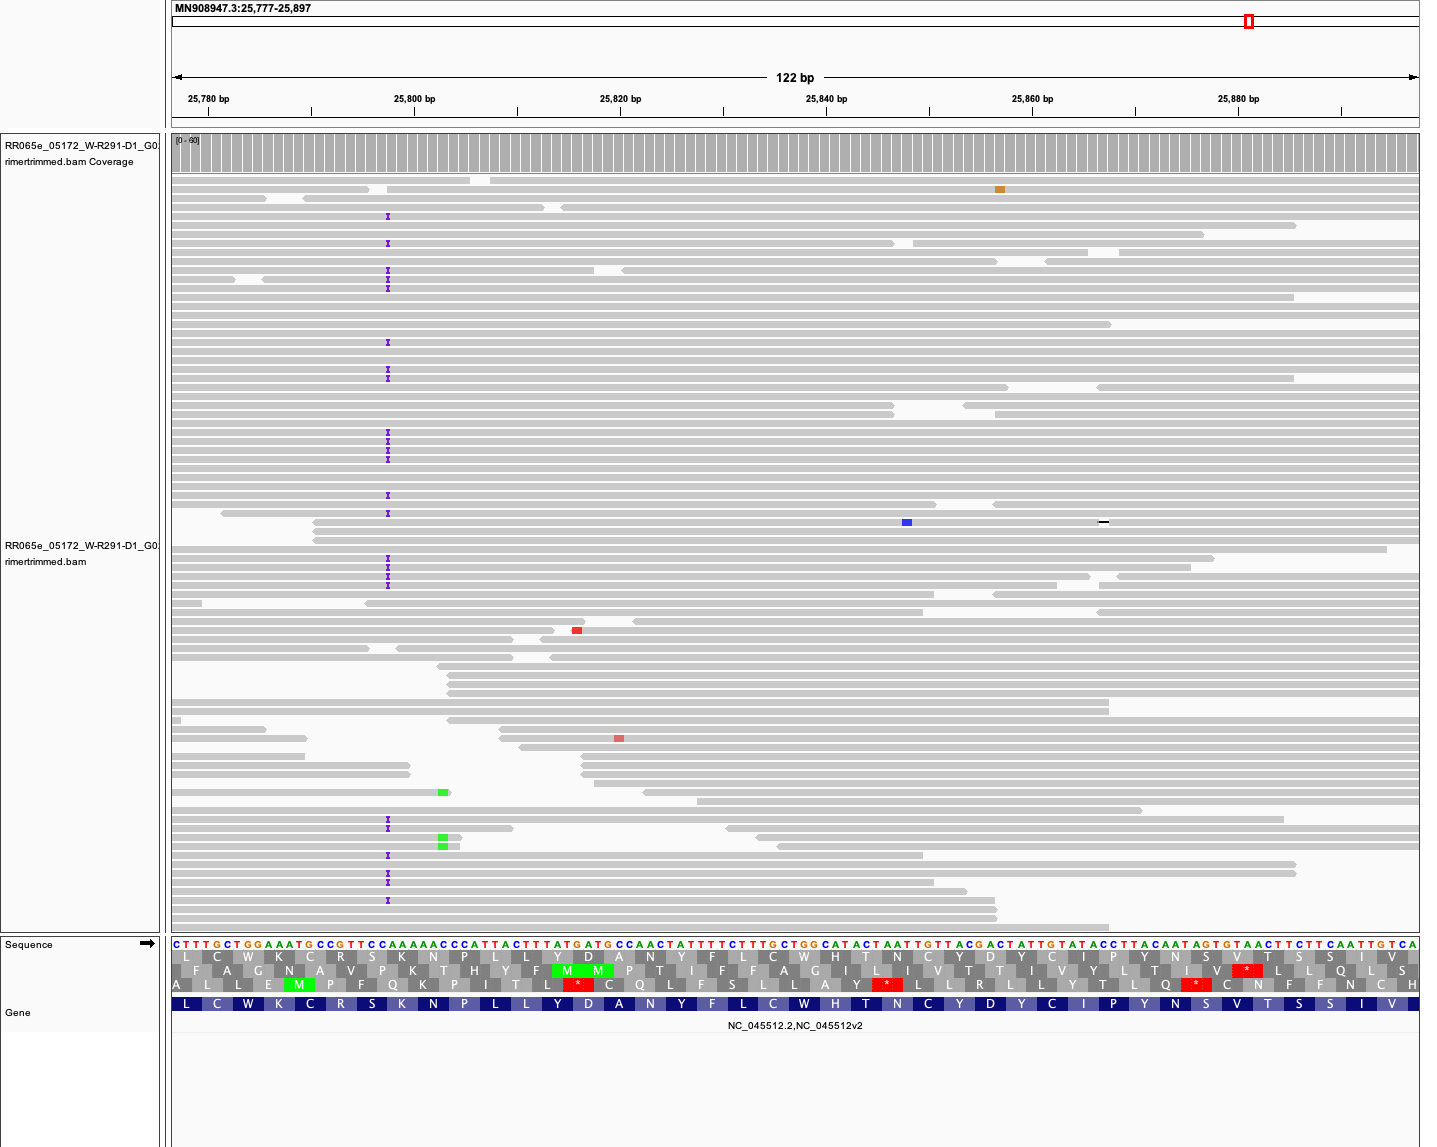 MN908947.3:25,777-25,897
122 bp
25,780 bp 25,800 bp 25,820 bp 25,840 bp 25,860 bp 25,880 bp
RR065e_05172_W-R291-D1_G0
rimertrimmed.bam Coverage
[0 - 60]
RR065e_05172_W-R291-D1_G0
rimertrimmed.bam
Sequence
CTTTGCTGGAAATGCCGTTCCAAAAACCCATTACTTTATGATGCCAACTATTTTCTTTGCTGGCATACTAATTGTTACGACTATTGTATACCTTACAATAGTGTAACTTCTTCAATTGTCA
L C W K C R S K N P L L Y D A N Y F L C W H T N C Y D Y C I P Y N S V T S S I V
F A G N A V P K T H Y F M M P T I F F A G I L I V T T I V Y L T I V * L L Q L S
A L L E M P F Q K P I T L * C Q L F S L L A Y * L L R L L Y T L Q * C N F F N C H
Gene
L C W K C R S K N P L L Y D A N Y F L C W H T N C Y D Y C I P Y N S V T S S I V
NC_045512.2,NC_045512v2